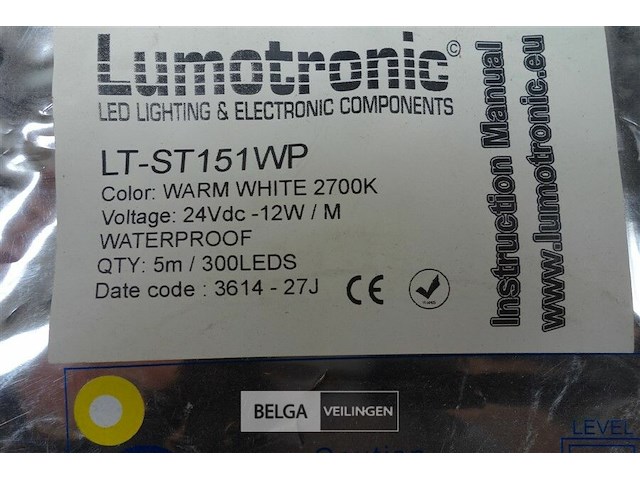 Lumotronic©
LED LIGHTING & ELECTRONIC COMPONENTS
LT-ST151WP
Color: WARM WHITE 2700K
Voltage: 24Vdc -12W / M
WATERPROOF
QTY: 5m / 300LEDS
Date code : 3614 - 27J
CE
Instruction Manual
www.lumotronic.eu
BELGA VEILINGEN
LEVEL